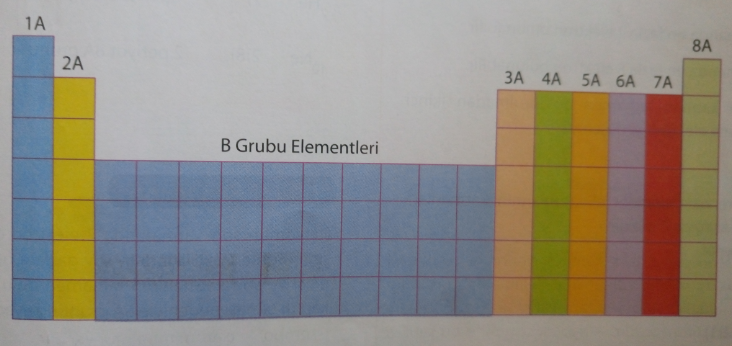 1A
2A
B Grubu Elementleri
3A 4A 5A 6A 7A
8A